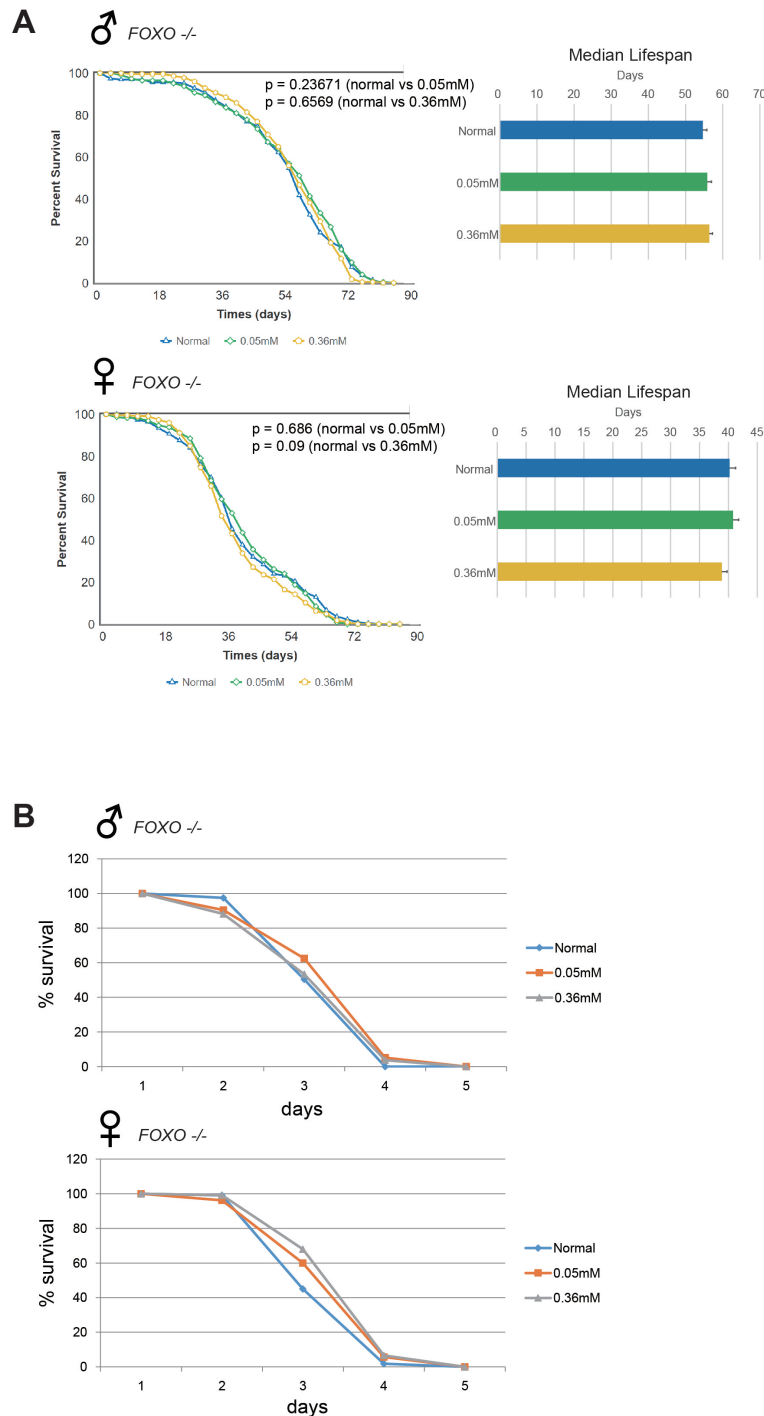 A
♂ FOXO -/-
p = 0.23671 (normal vs 0.05mM)
p = 0.6569 (normal vs 0.36mM)
Percent Survival
100
80
60
40
20
0
0 18 36 54 72 90
Times (days)
Normal 0.05mM 0.36mM
Median Lifespan
Days
0 10 20 30 40 50 60 70
Normal
0.05mM
0.36mM
♀ FOXO -/-
p = 0.686 (normal vs 0.05mM)
p = 0.09 (normal vs 0.36mM)
Percent Survival
100
80
60
40
20
0
0 18 36 54 72 90
Times (days)
Normal 0.05mM 0.36mM
Median Lifespan
Days
0 5 10 15 20 25 30 35 40 45
Normal
0.05mM
0.36mM
B
♂ FOXO -/-
% survival
120
100
80
60
40
20
0
1 2 3 4 5
days
Normal
0.05mM
0.36mM
♀ FOXO -/-
% survival
120
100
80
60
40
20
0
1 2 3 4 5
days
Normal
0.05mM
0.36mM